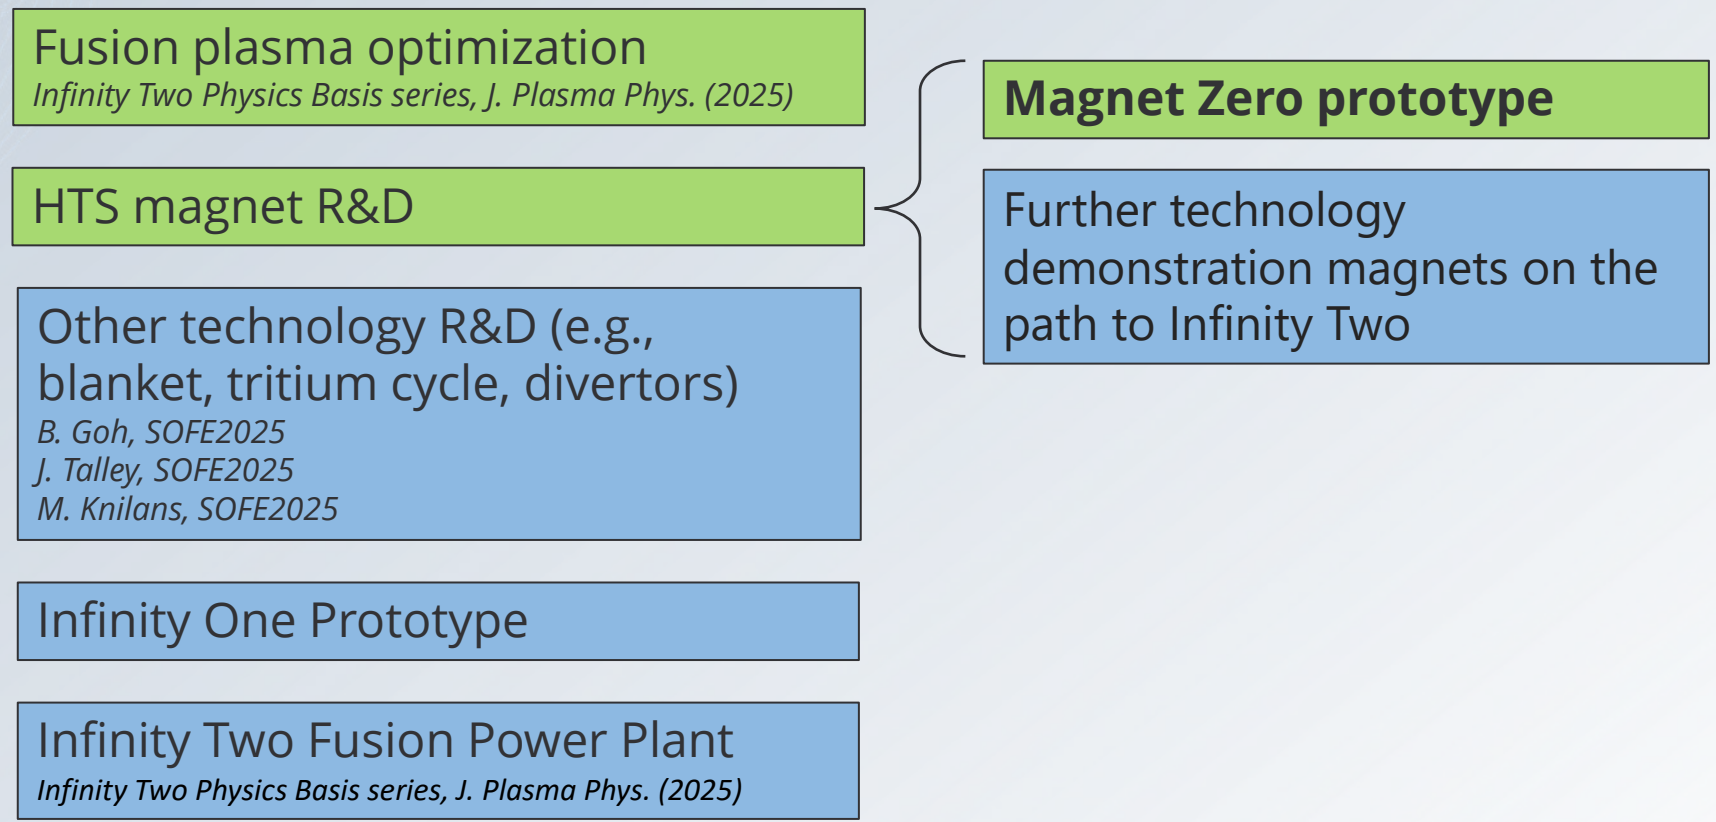 Fusion plasma optimization
Infinity Two Physics Basis series, J. Plasma Phys. (2025)
HTS magnet R&D
Other technology R&D (e.g.,
blanket, tritium cycle, divertors)
B. Goh, SOFE2025
J. Talley, SOFE2025
M. Knilans, SOFE2025
Infinity One Prototype
Infinity Two Fusion Power Plant
Infinity Two Physics Basis series, J. Plasma Phys. (2025)
Magnet Zero prototype
Further technology
demonstration magnets on the
path to Infinity Two